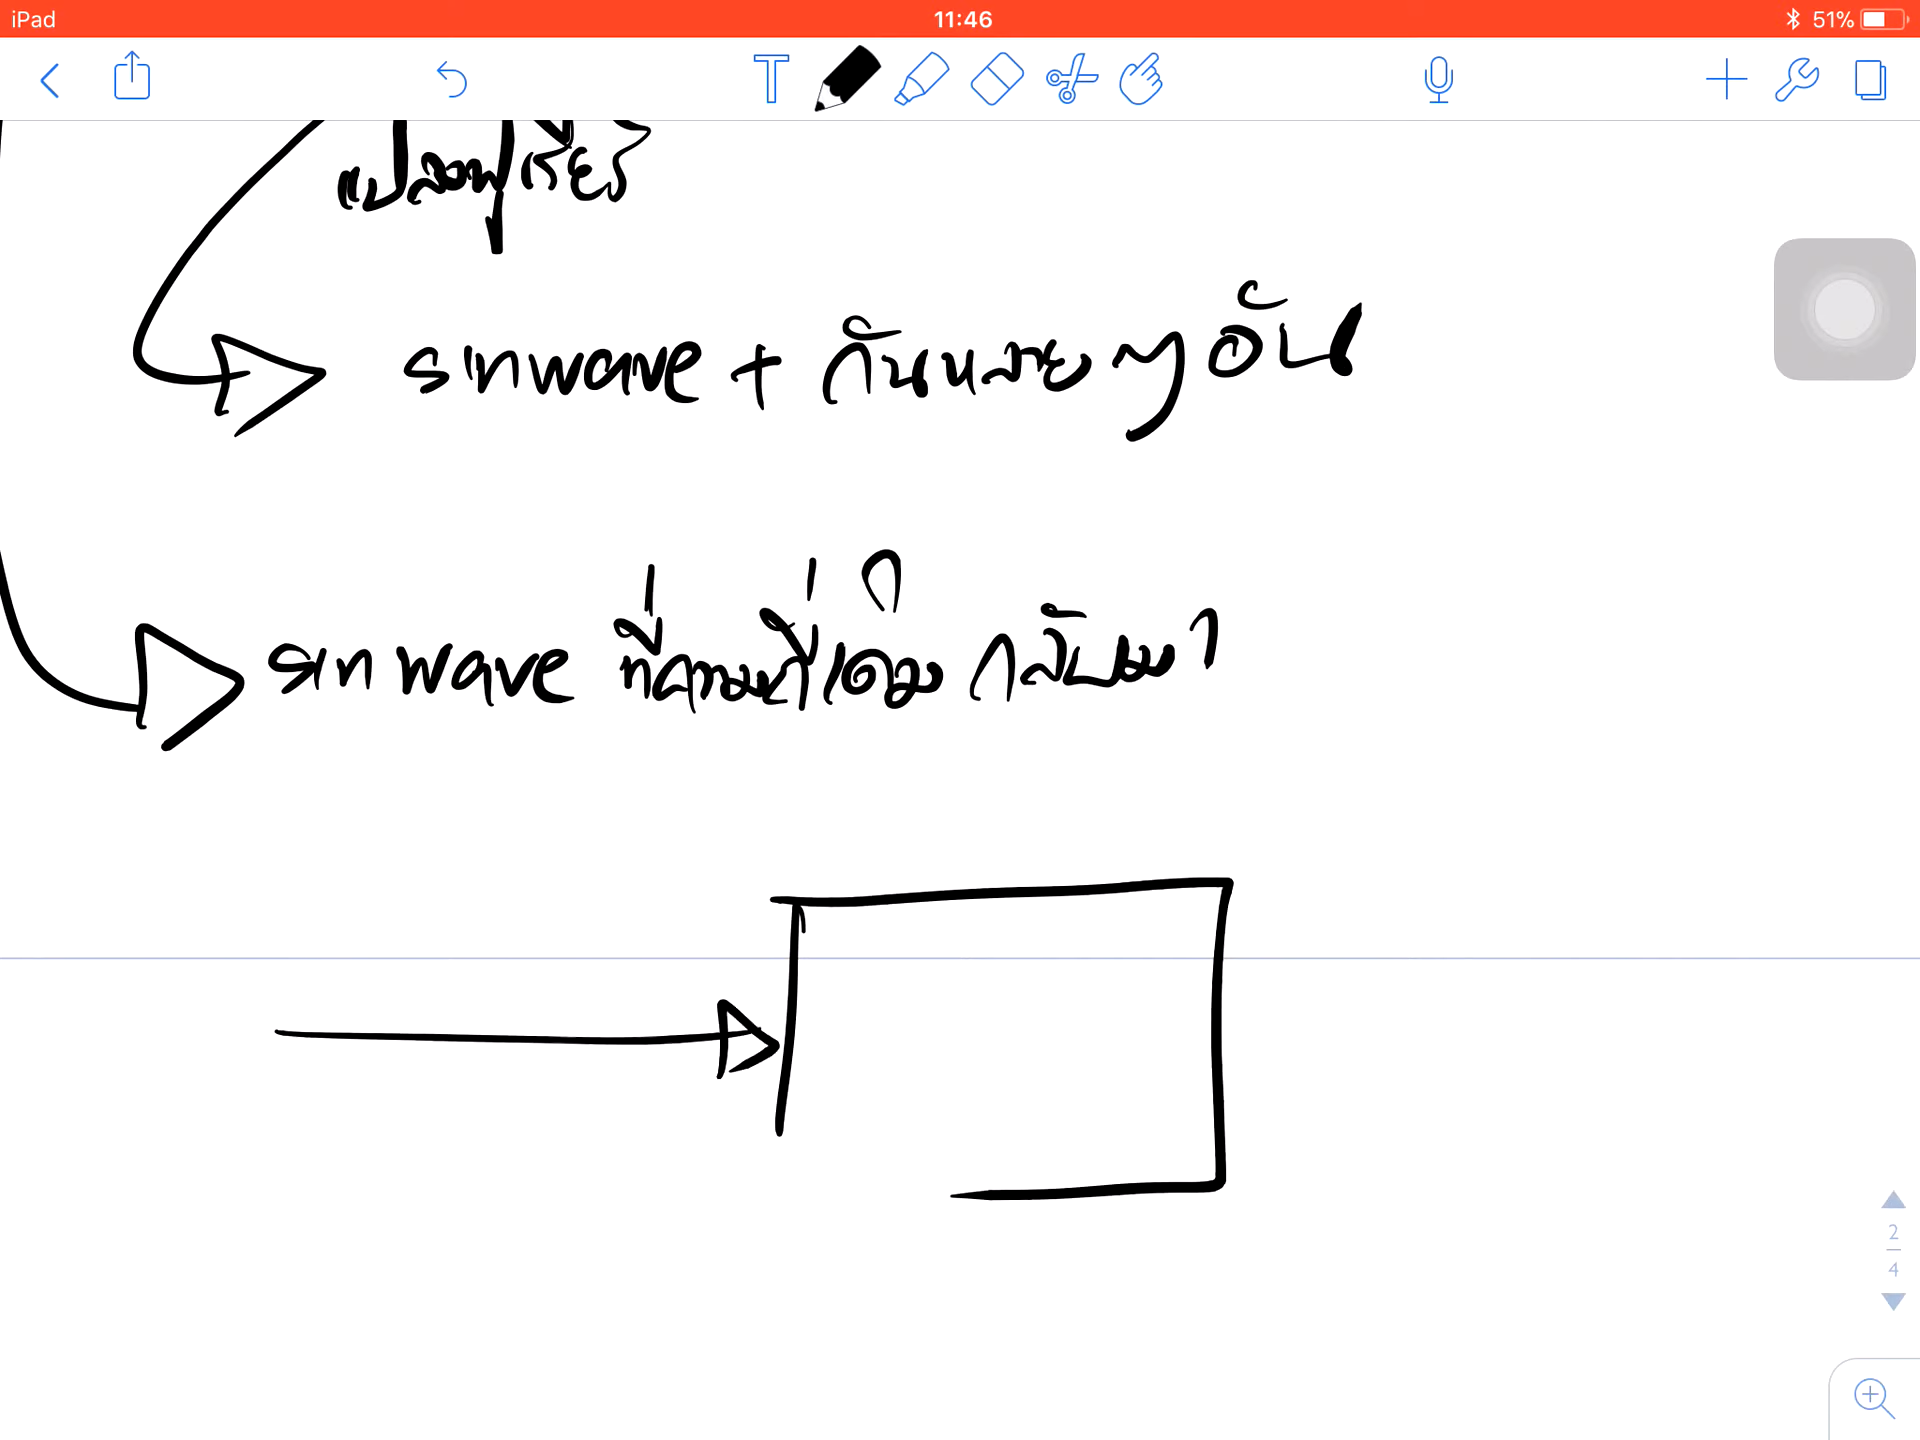 iPad 11:46 51%
T
แปลงฟูเรียร์
sin wave + กันหลายๆ อัน
sin wave ที่ความถี่เดิม กลับมา
2
4